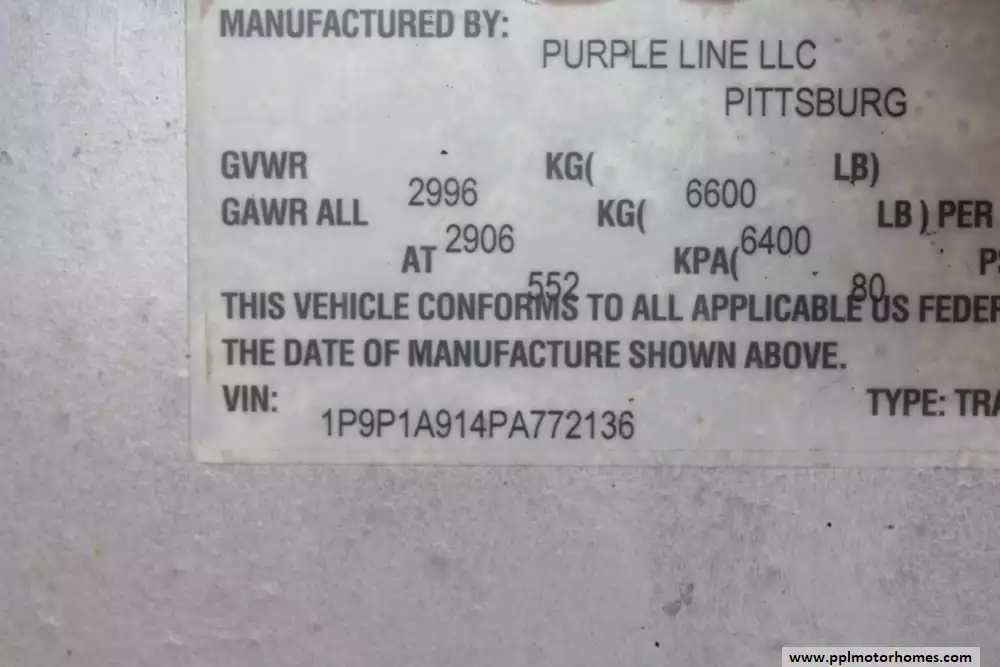 MANUFACTURED BY:
PURPLE LINE LLC
PITTSBURG
GVWR 2996 KG( 6600 LB)
GAWR ALL 2906 KG( 6400 LB ) PER
AT 552 KPA( 80 PS
THIS VEHICLE CONFORMS TO ALL APPLICABLE US FEDER
THE DATE OF MANUFACTURE SHOWN ABOVE.
VIN: 1P9P1A914PA772136 TYPE: TRA
www.pplmotorhomes.com